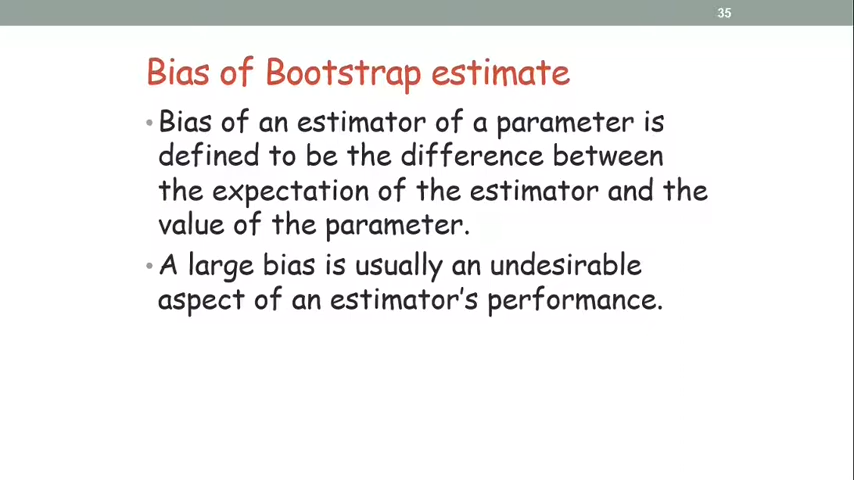 35
Bias of Bootstrap estimate
• Bias of an estimator of a parameter is
defined to be the difference between
the expectation of the estimator and the
value of the parameter.
• A large bias is usually an undesirable
aspect of an estimator's performance.